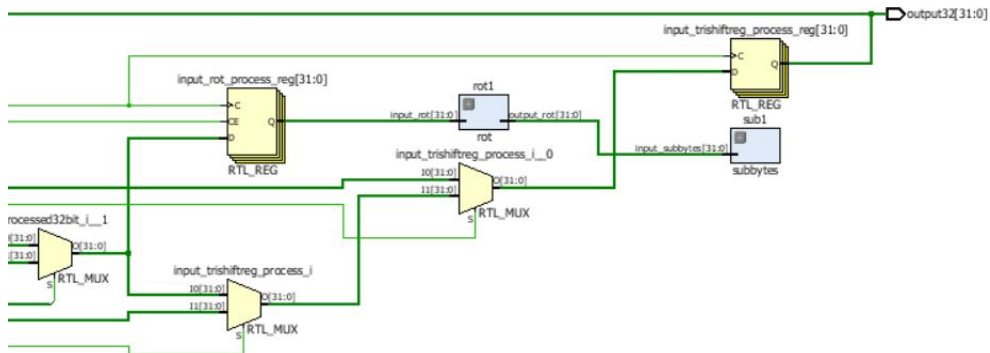 output32[31:0]
input_trishiftreg_process_reg[31:0]
C
D
Q
RTL_REG
input_rot_process_reg[31:0]
C
CE
D
Q
RTL_REG
rot1
input_rot[31:0]
output_rot[31:0]
rot
sub1
input_subbytes[31:0]
subbytes
input_trishiftreg_process_i__0
I0[31:0]
I1[31:0]
O[31:0]
S
RTL_MUX
rocessed32bit_i__1
[31:0]
[31:0]
O[31:0]
S
RTL_MUX
input_trishiftreg_process_i
I0[31:0]
I1[31:0]
O[31:0]
S
RTL_MUX